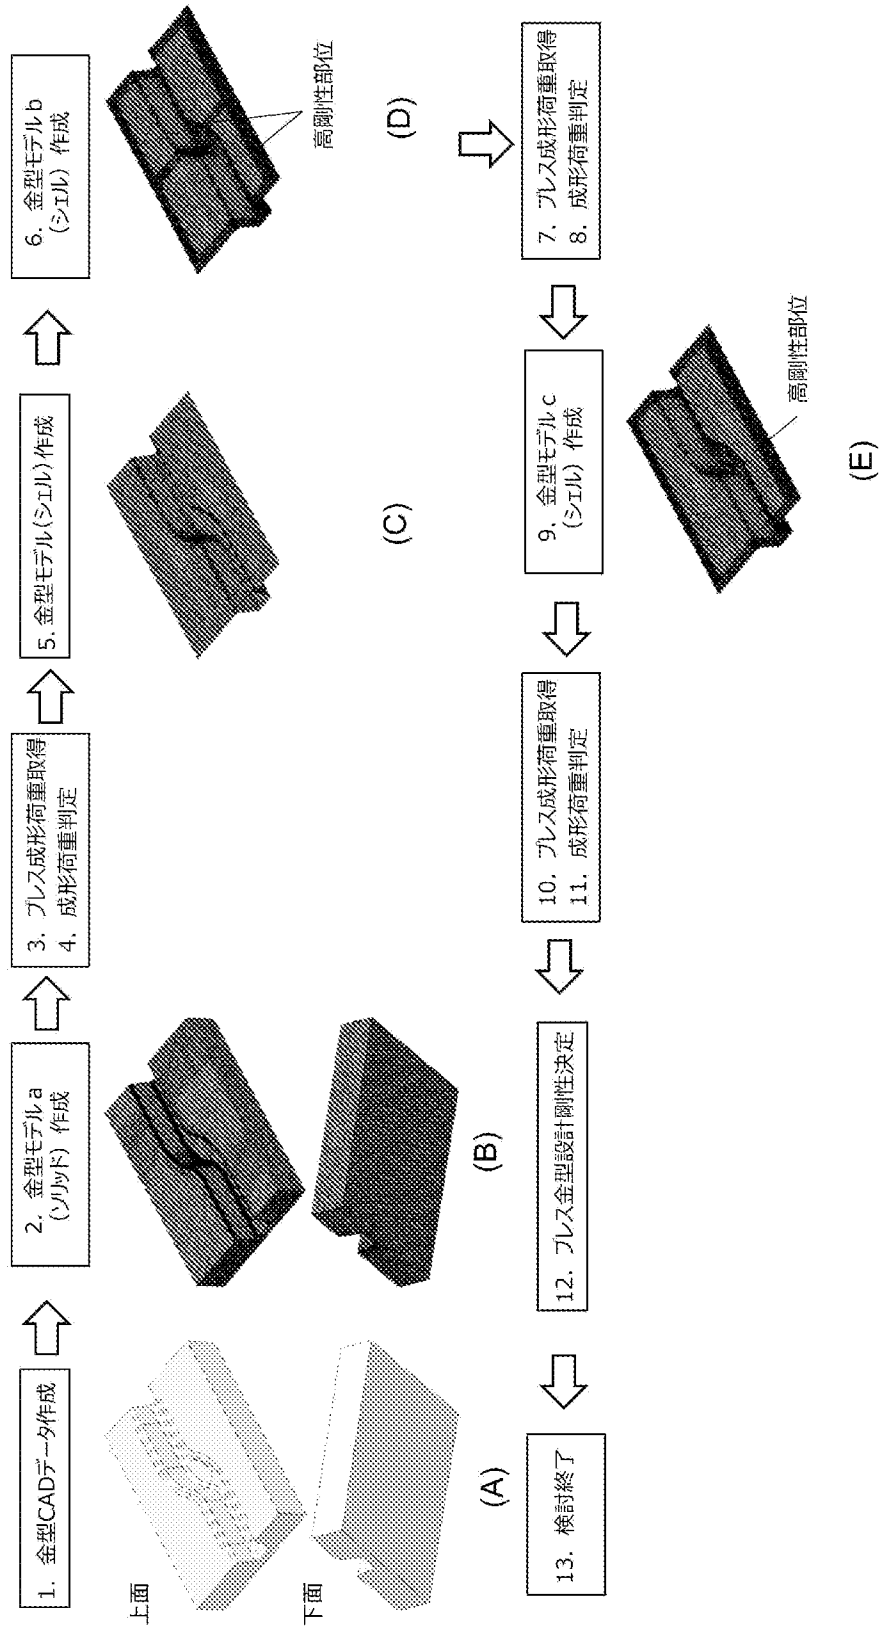 1. 金型CADデータ作成
上面
下面
(A)
2. 金型モデルa
(ソリッド) 作成
(B)
3. プレス成形荷重取得
4. 成形荷重判定
5. 金型モデル(シェル)作成
(C)
6. 金型モデルb
(シェル) 作成
高剛性部位
(D)
7. プレス成形荷重取得
8. 成形荷重判定
9. 金型モデルc
(シェル) 作成
高剛性部位
(E)
10. プレス成形荷重取得
11. 成形荷重判定
12. プレス金型設計剛性決定
13. 検討終了